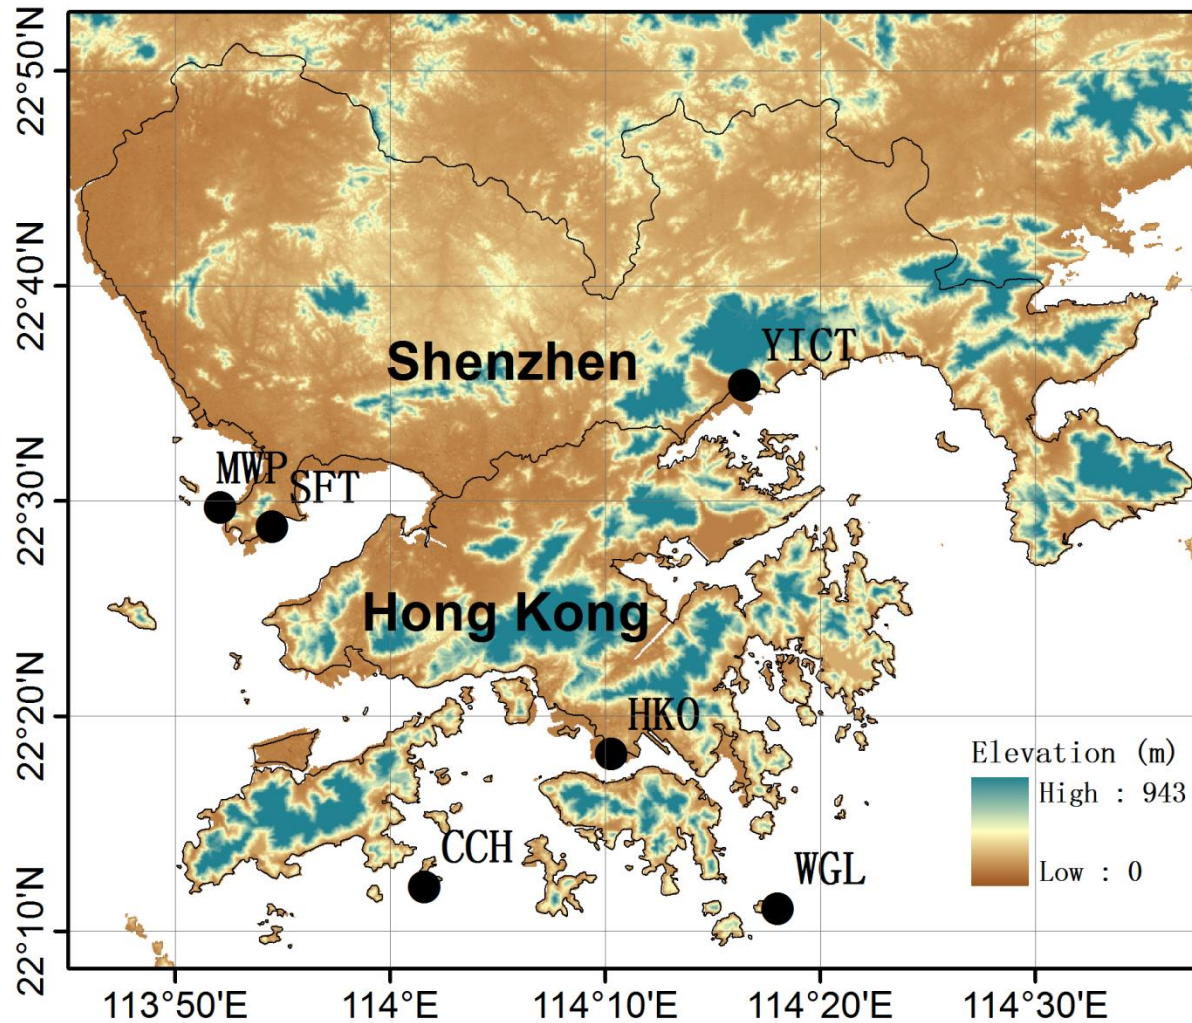 22°50'N
22°40'N
Shenzhen
YICT
MWP
SFT
22°30'N
Hong Kong
22°20'N
HKO
Elevation (m)
High : 943
Low : 0
CCH
WGL
22°10'N
113°50'E
114°E
114°10'E
114°20'E
114°30'E